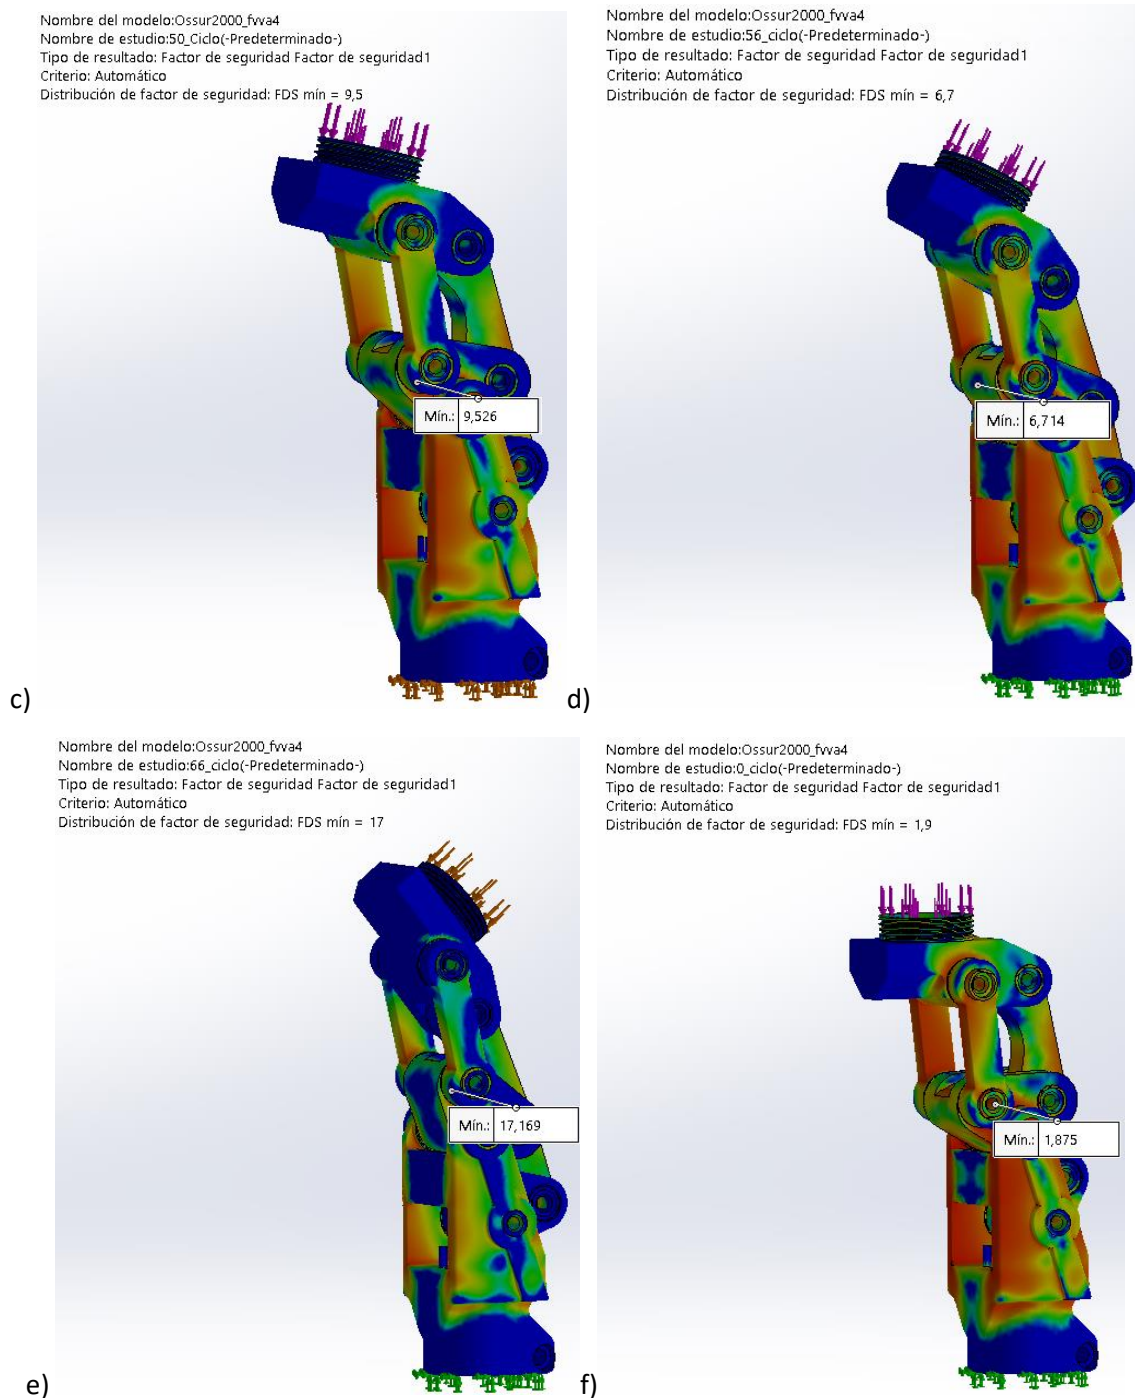 Nombre del modelo:Ossur2000_fvva4
Nombre de estudio:50_Ciclo(-Predeterminado-)
Tipo de resultado: Factor de seguridad Factor de seguridad1
Criterio: Automático
Distribución de factor de seguridad: FDS mín = 9,5
Mín.: 9,526
c)
Nombre del modelo:Ossur2000_fvva4
Nombre de estudio:56_ciclo(-Predeterminado-)
Tipo de resultado: Factor de seguridad Factor de seguridad1
Criterio: Automático
Distribución de factor de seguridad: FDS mín = 6,7
Mín.: 6,714
d)
Nombre del modelo:Ossur2000_fvva4
Nombre de estudio:66_ciclo(-Predeterminado-)
Tipo de resultado: Factor de seguridad Factor de seguridad1
Criterio: Automático
Distribución de factor de seguridad: FDS mín = 17
Mín.: 17,169
e)
Nombre del modelo:Ossur2000_fvva4
Nombre de estudio:0_ciclo(-Predeterminado-)
Tipo de resultado: Factor de seguridad Factor de seguridad1
Criterio: Automático
Distribución de factor de seguridad: FDS mín = 1,9
Mín.: 1,875
f)